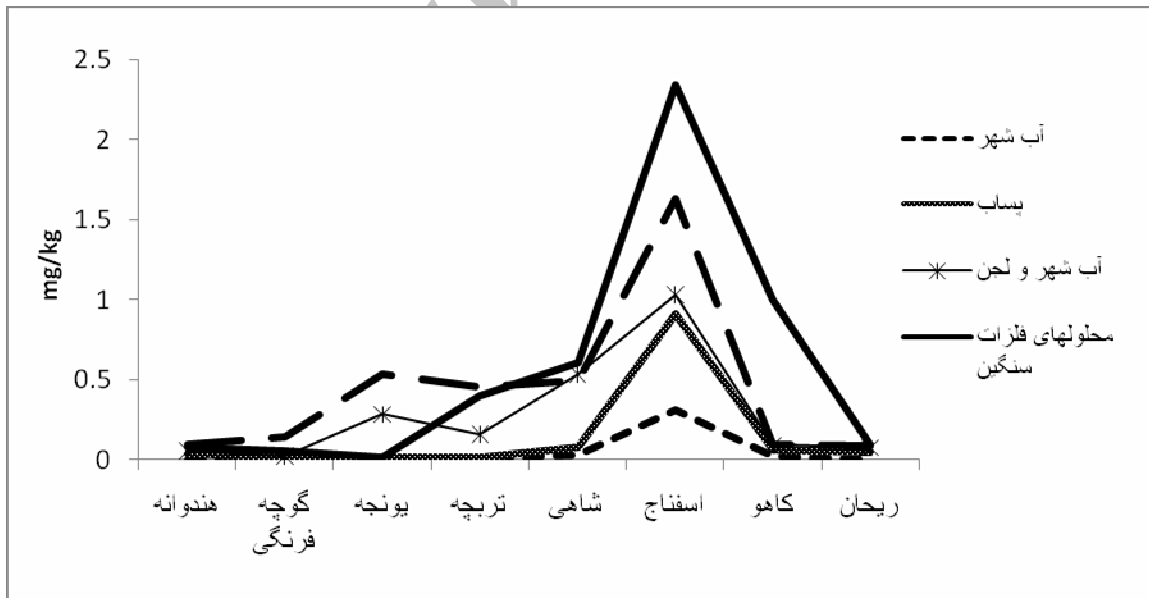 2.5
2
1.5
1
0.5
0
mg/kg
هندوانه
گوجه
فرنگی
یونجه
تربچه
شاهی
اسفناج
کاهو
ریحان
آب شهر
پساب
آب شهر و لجن
محلولهای فلزات
سنگین